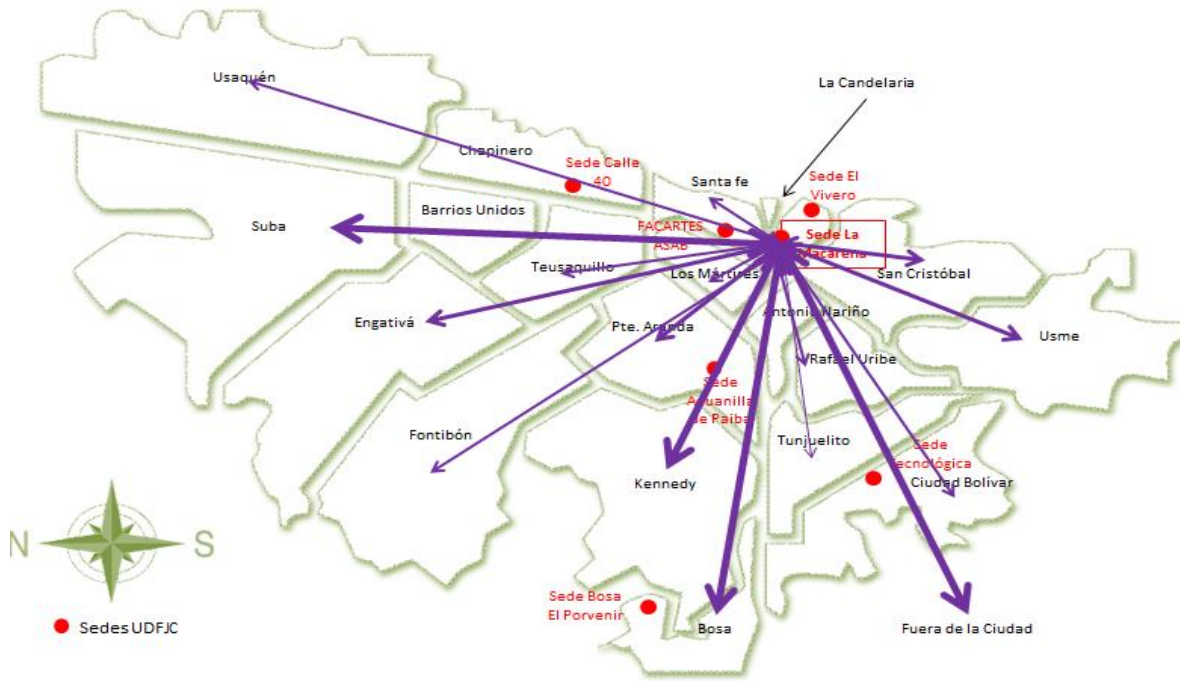 Usaquén
La Candelaria
Chapinero
Sede Calle
40
Santa fe
Sede El
Vivero
Barrios Unidos
Suba
FACARTES
ASAB
Sede La
Macarena
Teusaquillo
Los Mártires
San Cristóbal
Engativá
Pte. Aranda
Antonio Nariño
Usme
Rafael Uribe
Sede
Aduanilla
de Paiba
Fontibón
Tunjuelito
Sede
Tecnológica
Kennedy
Ciudad Bolívar
N
S
Sede Bosa
El Porvenir
Sedes UDFJC
Bosa
Fuera de la Ciudad